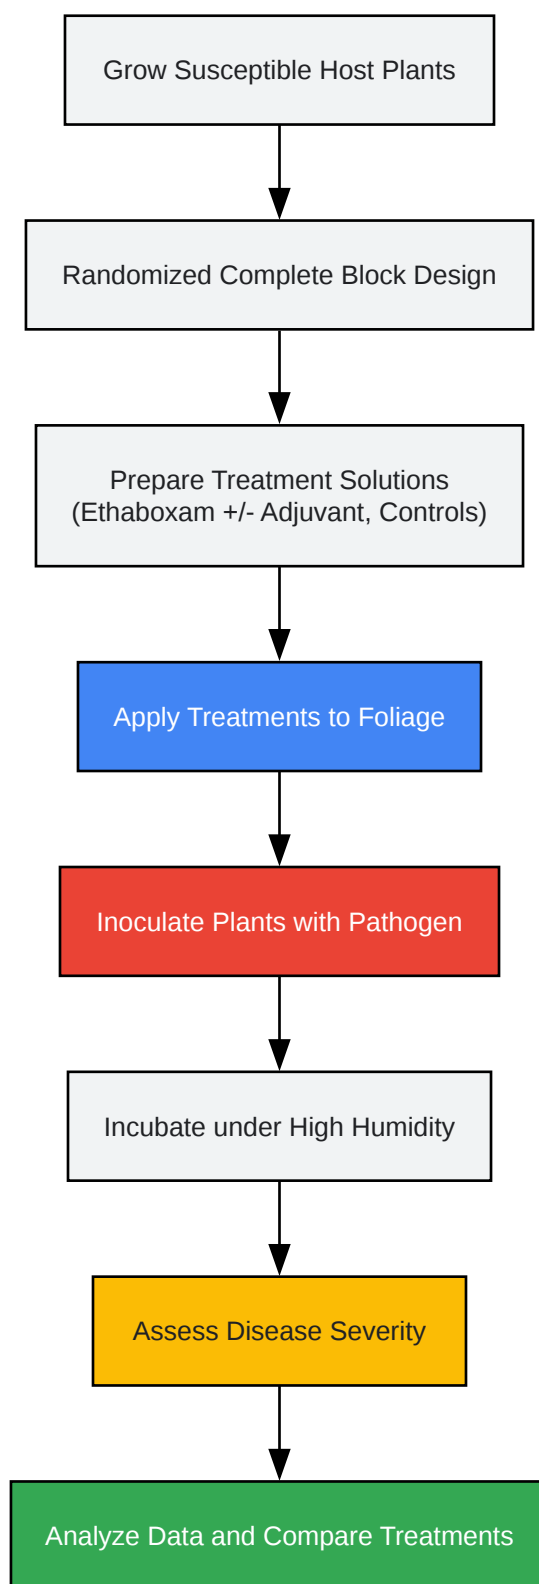 Grow Susceptible Host Plants
Randomized Complete Block Design
Prepare Treatment Solutions
(Ethaboxam +/- Adjuvant, Controls)
Apply Treatments to Foliage
Inoculate Plants with Pathogen
Incubate under High Humidity
Assess Disease Severity
Analyze Data and Compare Treatments